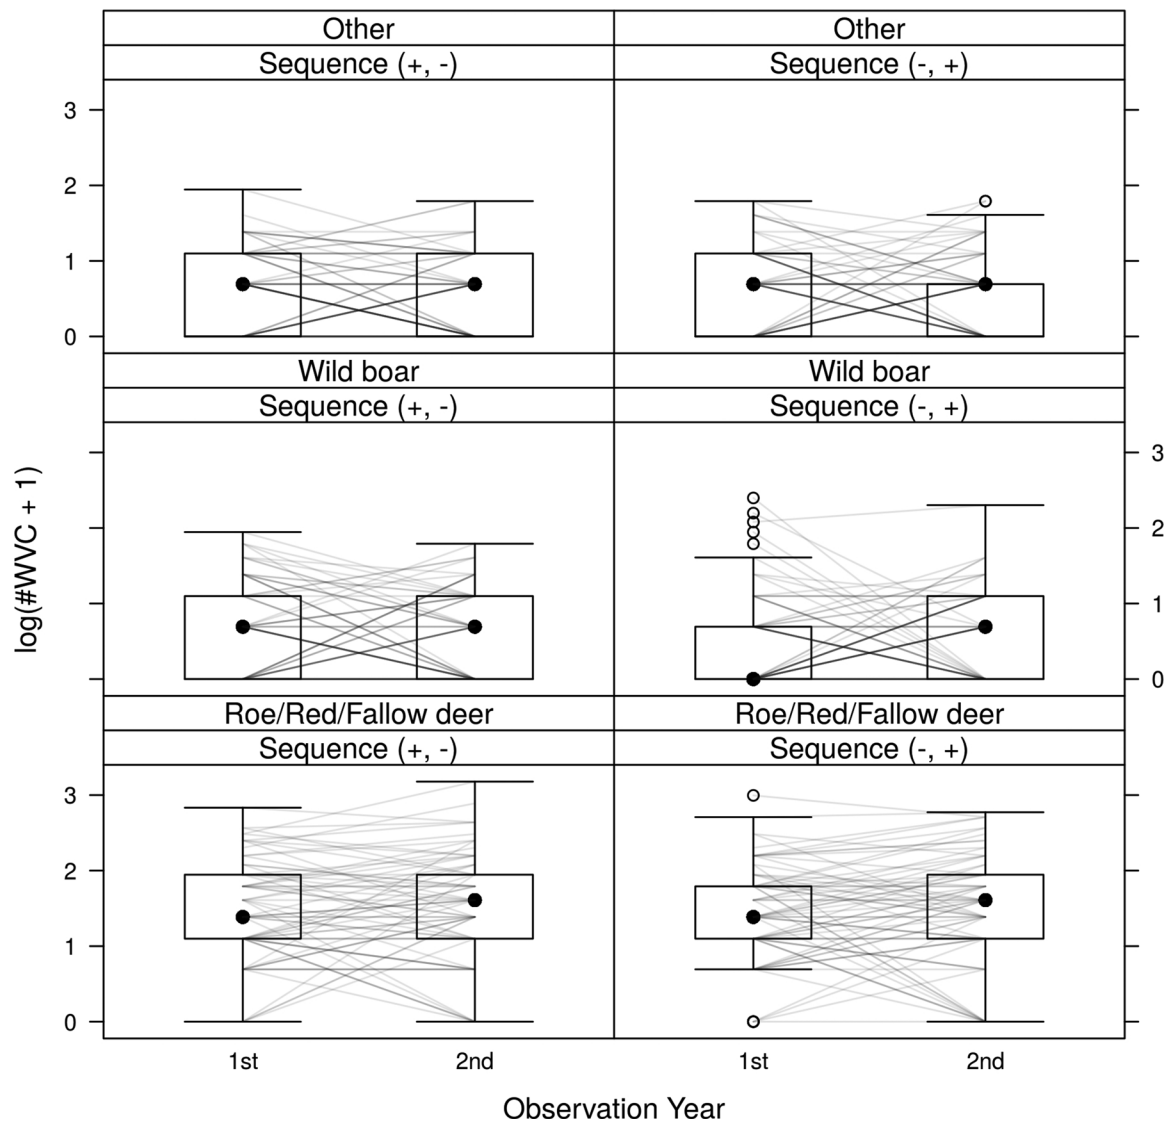 Other
Other
Sequence (+, -)
Sequence (-, +)
3
2
1
0
Wild boar
Wild boar
Sequence (+, -)
Sequence (-, +)
3
2
1
0
log(#WVC + 1)
Roe/Red/Fallow deer
Roe/Red/Fallow deer
Sequence (+, -)
Sequence (-, +)
3
2
1
0
1st
2nd
1st
2nd
Observation Year